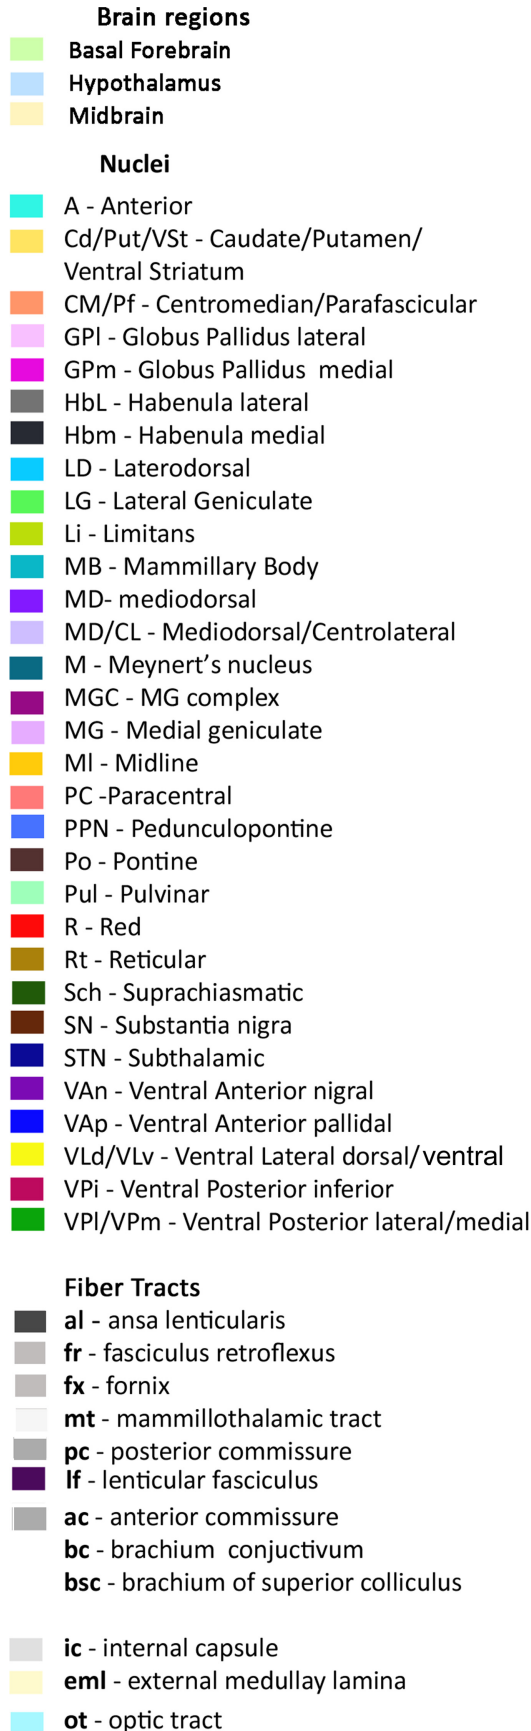 Brain regions
Basal Forebrain
Hypothalamus
Midbrain
Nuclei
A - Anterior
Cd/Put/VSt - Caudate/Putamen/
Ventral Striatum
CM/Pf - Centromedian/Parafascicular
GPl - Globus Pallidus lateral
GPm - Globus Pallidus medial
HbL - Habenula lateral
Hbm - Habenula medial
LD - Laterodorsal
LG - Lateral Geniculate
Li - Limitans
MB - Mammillary Body
MD- mediodorsal
MD/CL - Mediodorsal/Centrolateral
M - Meynert’s nucleus
MGC - MG complex
MG - Medial geniculate
Ml - Midline
PC -Paracentral
PPN - Pedunculopontine
Po - Pontine
Pul - Pulvinar
R - Red
Rt - Reticular
Sch - Suprachiasmatic
SN - Substantia nigra
STN - Subthalamic
VAn - Ventral Anterior nigral
VAp - Ventral Anterior pallidal
VLd/VLv - Ventral Lateral dorsal/ventral
VPi - Ventral Posterior inferior
VPl/VPm - Ventral Posterior lateral/medial
Fiber Tracts
al - ansa lenticularis
fr - fasciculus retroflexus
fx - fornix
mt - mammillothalamic tract
pc - posterior commissure
lf - lenticular fasciculus
ac - anterior commissure
bc - brachium conjuctivum
bsc - brachium of superior colliculus
ic - internal capsule
eml - external medullay lamina
ot - optic tract